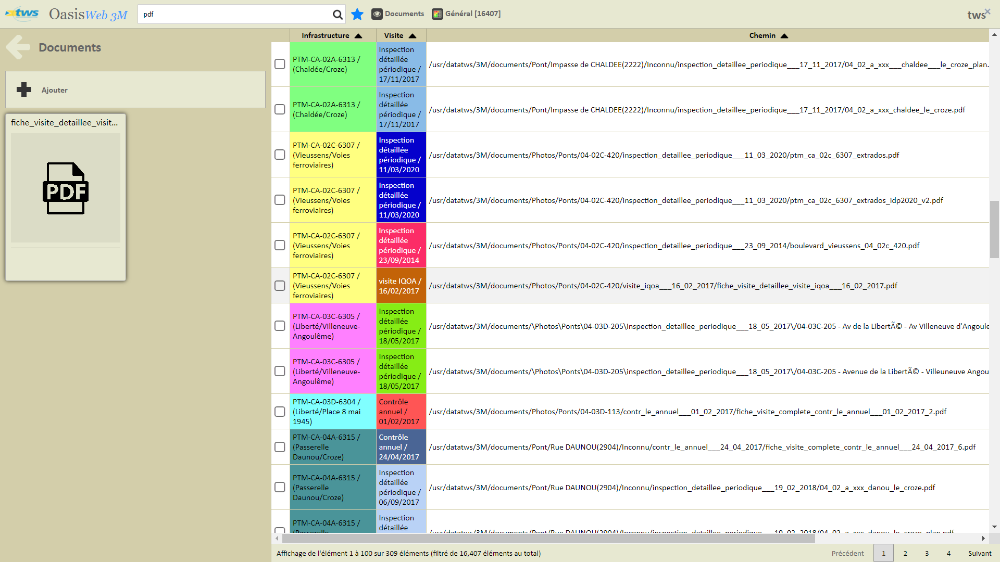 tws OasisWeb 3M pdf Documents Général [16407] tws
Documents
Ajouter
fiche_visite_detaillee_visit...
PDF
Infrastructure Visite Chemin
PTM-CA-02A-6313 /
(Chaldée/Croze)
Inspection
détaillée
périodique /
17/11/2017
/usr/datatws/3M/documents/Pont/Impasse de CHALDEE(2222)/Inconnu/inspection_detaillee_periodique___17_11_2017/04_02_a_xxx___chaldee___le_croze_plan.
PTM-CA-02A-6313 /
(Chaldée/Croze)
Inspection
détaillée
périodique /
17/11/2017
/usr/datatws/3M/documents/Pont/Impasse de CHALDEE(2222)/Inconnu/inspection_detaillee_periodique___17_11_2017/04_02_a_xxx_chaldee_le_croze.pdf
PTM-CA-02C-6307 /
(Vieussens/Voies
ferroviaires)
Inspection
détaillée
périodique /
11/03/2020
/usr/datatws/3M/documents/Photos/Ponts/04-02C-420/inspection_detaillee_periodique___11_03_2020/ptm_ca_02c_6307_extrados.pdf
PTM-CA-02C-6307 /
(Vieussens/Voies
ferroviaires)
Inspection
détaillée
périodique /
11/03/2020
/usr/datatws/3M/documents/Photos/Ponts/04-02C-420/inspection_detaillee_periodique___11_03_2020/ptm_ca_02c_6307_extrados_idp2020_v2.pdf
PTM-CA-02C-6307 /
(Vieussens/Voies
ferroviaires)
Inspection
détaillée
périodique /
23/09/2014
/usr/datatws/3M/documents/Photos/Ponts/04-02C-420/inspection_detaillee_periodique___23_09_2014/boulevard_vieussens_04_02c_420.pdf
PTM-CA-02C-6307 /
(Vieussens/Voies
ferroviaires)
visite IQOA /
16/02/2017
/usr/datatws/3M/documents/Photos/Ponts/04-02C-420/visite_iqoa___16_02_2017/fiche_visite_detaillee_visite_iqoa___16_02_2017.pdf
PTM-CA-03C-6305 /
(Liberté/Villeneuve-
Angoulême)
Inspection
détaillée
périodique /
18/05/2017
/usr/datatws/3M/documents/\Photos\Ponts\04-03D-205\inspection_detaillee_periodique___18_05_2017\/04-03C-205 - Av de la LibertÃ© - Av Villeneuve d'Angoule
PTM-CA-03C-6305 /
(Liberté/Villeneuve-
Angoulême)
Inspection
détaillée
périodique /
18/05/2017
/usr/datatws/3M/documents/\Photos\Ponts\04-03D-205\inspection_detaillee_periodique___18_05_2017\/04-03C-205 - Avenue de la LibertÃ© - Villeuneuve Angou
PTM-CA-03D-6304 /
(Liberté/Place 8 mai
1945)
Contrôle
annuel /
01/02/2017
/usr/datatws/3M/documents/Photos/Ponts/04-03D-113/contr_le_annuel___01_02_2017/fiche_visite_complete_contr_le_annuel___01_02_2017_2.pdf
PTM-CA-04A-6315 /
(Passerelle
Daunou/Croze)
Contrôle
annuel /
24/04/2017
/usr/datatws/3M/documents/Pont/Rue DAUNOU(2904)/Inconnu/contr_le_annuel___24_04_2017/fiche_visite_complete_contr_le_annuel___24_04_2017_6.pdf
PTM-CA-04A-6315 /
(Passerelle
Daunou/Croze)
Inspection
détaillée
périodique /
06/09/2017
/usr/datatws/3M/documents/Pont/Rue DAUNOU(2904)/Inconnu/inspection_detaillee_periodique___19_02_2018/04_02_a_xxx_danou_le_croze.pdf
PTM-CA-04A-6315 /
(Passerelle
Inspection
détaillée
/usr/datatws/3M/documents/Pont/Rue DAUNOU(2904)/Inconnu/inspection_detaillee_periodique___19_02_2018/04_02_a_xxx_danou_le_croze_plan.pdf
Affichage de l'élément 1 à 100 sur 309 éléments (filtré de 16,407 éléments au total)
Précédent 1 2 3 4 Suivant